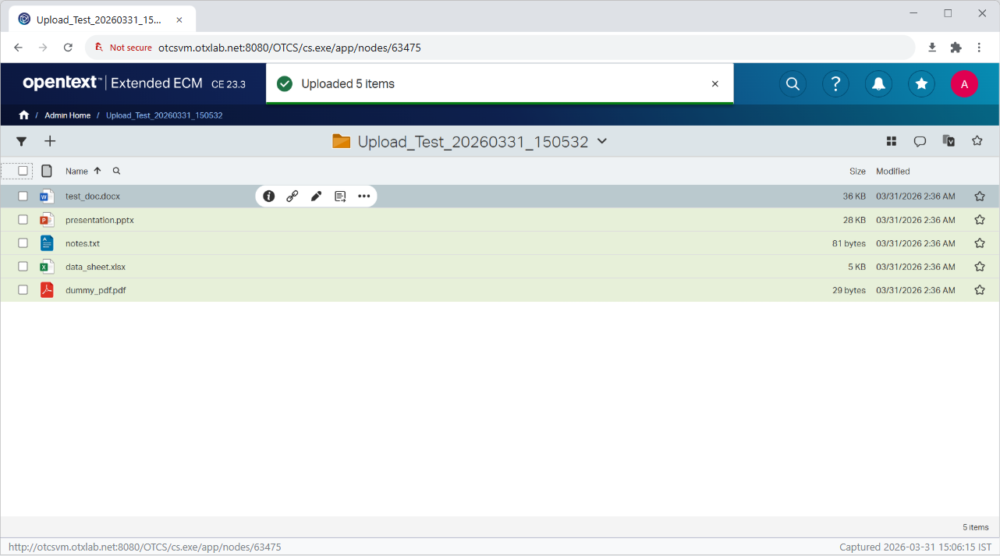 Upload_Test_20260331_15...
Not secure otcsvm.otxlab.net:8080/OTCS/cs.exe/app/nodes/63475
opentext™ | Extended ECM CE 23.3
Uploaded 5 items
?
A
/ Admin Home / Upload_Test_20260331_150532
Upload_Test_20260331_150532
Name Size Modified
test_doc.docx 36 KB 03/31/2026 2:36 AM
presentation.pptx 28 KB 03/31/2026 2:36 AM
notes.txt 81 bytes 03/31/2026 2:36 AM
data_sheet.xlsx 5 KB 03/31/2026 2:36 AM
dummy_pdf.pdf 29 bytes 03/31/2026 2:36 AM
5 items
http://otcsvm.otxlab.net:8080/OTCS/cs.exe/app/nodes/63475 Captured 2026-03-31 15:06:15 IST